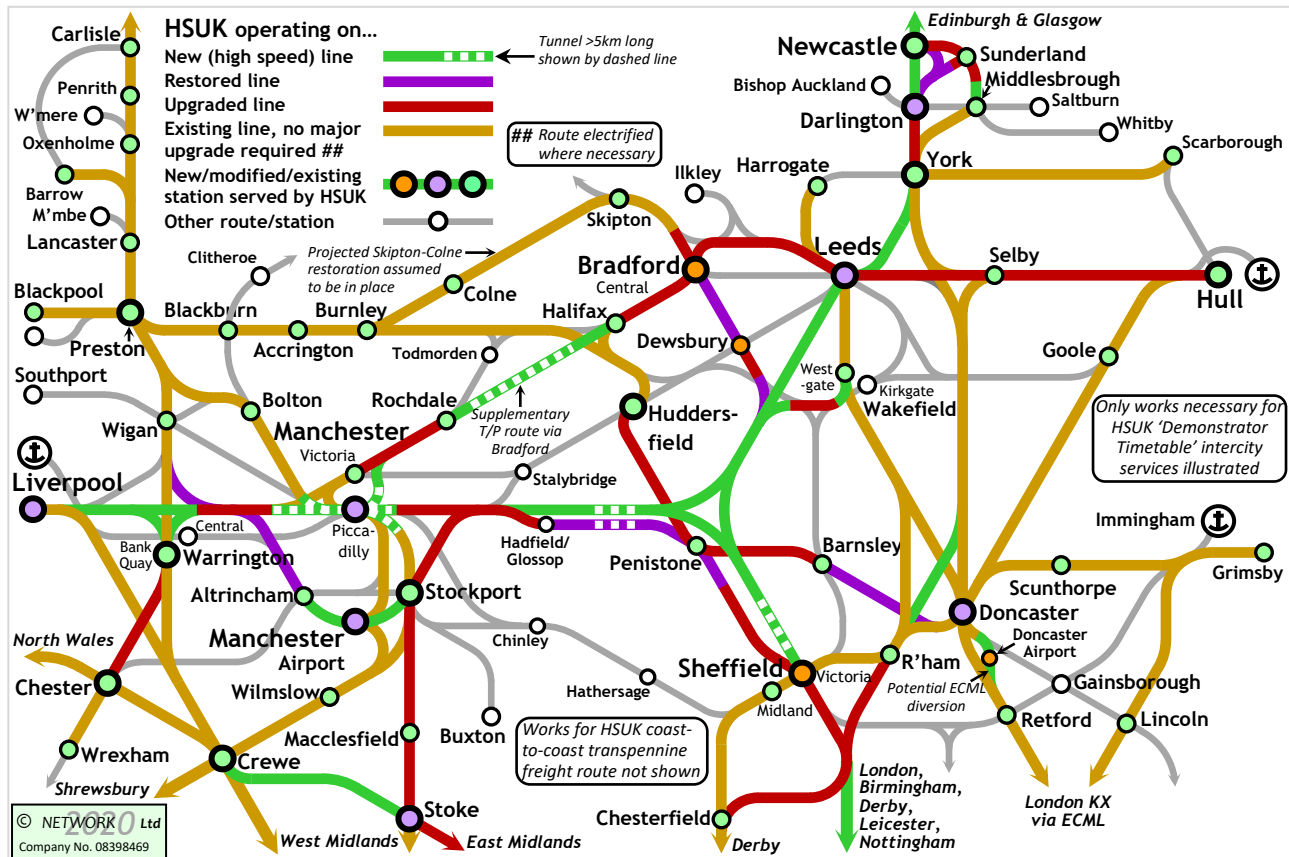 HSUK operating on...
New (high speed) line
Restored line
Upgraded line
Existing line, no major
upgrade required ##
New/modified/existing
station served by HSUK
Other route/station
Tunnel >5km long
shown by dashed line
## Route electrified
where necessary
Edinburgh & Glasgow
Carlisle
Penrith
W'mere
Oxenholme
Barrow
M'mbe
Lancaster
Newcastle
Sunderland
Middlesbrough
Bishop Auckland
Saltburn
Darlington
Whitby
Scarborough
York
Harrogate
Ilkley
Skipton
Clitheroe
Projected Skipton-Colne
restoration assumed
to be in place
Bradford
Central
Leeds
Selby
Hull
Blackpool
Preston
Blackburn
Accrington
Burnley
Colne
Halifax
Todmorden
Dewsbury
West
-gate
Kirkgate
Wakefield
Goole
Southport
Wigan
Bolton
Rochdale
Supplementary
T/P route via
Bradford
Hudders-
field
Only works necessary for
HSUK ‘Demonstrator
Timetable’ intercity
services illustrated
Manchester
Victoria
Stalybridge
Liverpool
Central
Picca-
dilly
Hadfield/
Glossop
Immingham
Bank
Quay
Warrington
Penistone
Barnsley
Grimsby
Scunthorpe
Altrincham
Stockport
Doncaster
Manchester
Airport
Chinley
Doncaster
Airport
North Wales
Chester
Wilmslow
Hathersage
Sheffield
Victoria
Midland
R'ham
Potential ECML
diversion
Gainsborough
Retford
Lincoln
Wrexham
Macclesfield
Buxton
Works for HSUK coast-
to-coast transpennine
freight route not shown
Crewe
Shrewsbury
Stoke
West Midlands
East Midlands
Chesterfield
Derby
London,
Birmingham,
Derby,
Leicester,
Nottingham
London KX
via ECML
© NETWORK 2020 Ltd
Company No. 08398469